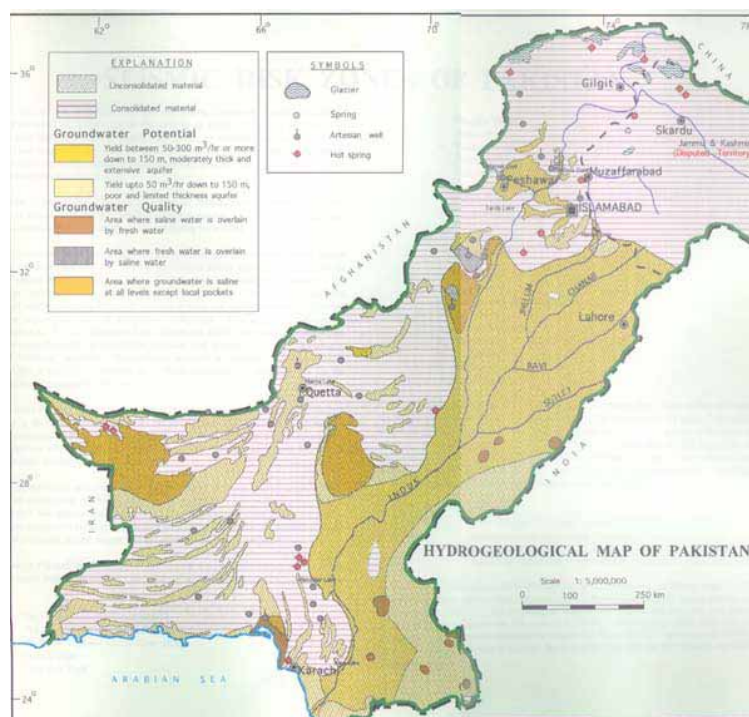 62°
66°
70
74°
78
36°
32°
28°
24°
EXPLANATION
Unconsolidated material
Consolidated material
Groundwater Potential
Yield between 50-300 m³/hr or more
down to 150 m, moderately thick and
extensive aquifer
Yield upto 50 m³/hr down to 150 m,
poor and limited thickness aquifer
Groundwater Quality
Area where saline water is overlain
by fresh water
Area where fresh water is overlain
by saline water
Area where groundwater is saline
at all levels except local pockets
SYMBOLS
Glacier
Spring
Artesian well
Hot spring
CHINA
Gilgit
Skardu
Jammu & Kashmir
(Disputed Territory)
Muzaffarabad
Peshawar
ISLAMABAD
AFGHANISTAN
JHELUM
CHANAB
Lahore
RAVI
SUTLEJ
Quetta
INDUS
INDIA
IRAN
HYDROGEOLOGICAL MAP OF PAKISTAN
Scale 1: 5,000,000
0 100 250 km
Karachi
ARABIAN SEA